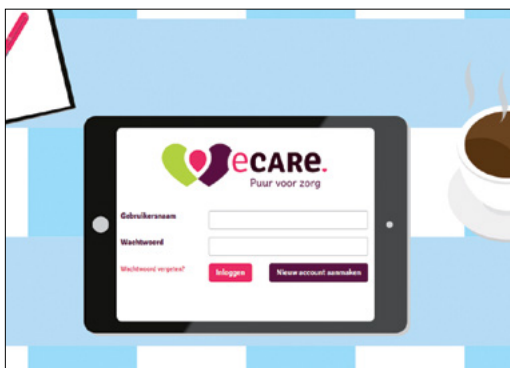 ecare.
Puur voor zorg
Gebruikersnaam
Wachtwoord
Wachtwoord vergeten?
Inloggen
Nieuw account aanmaken